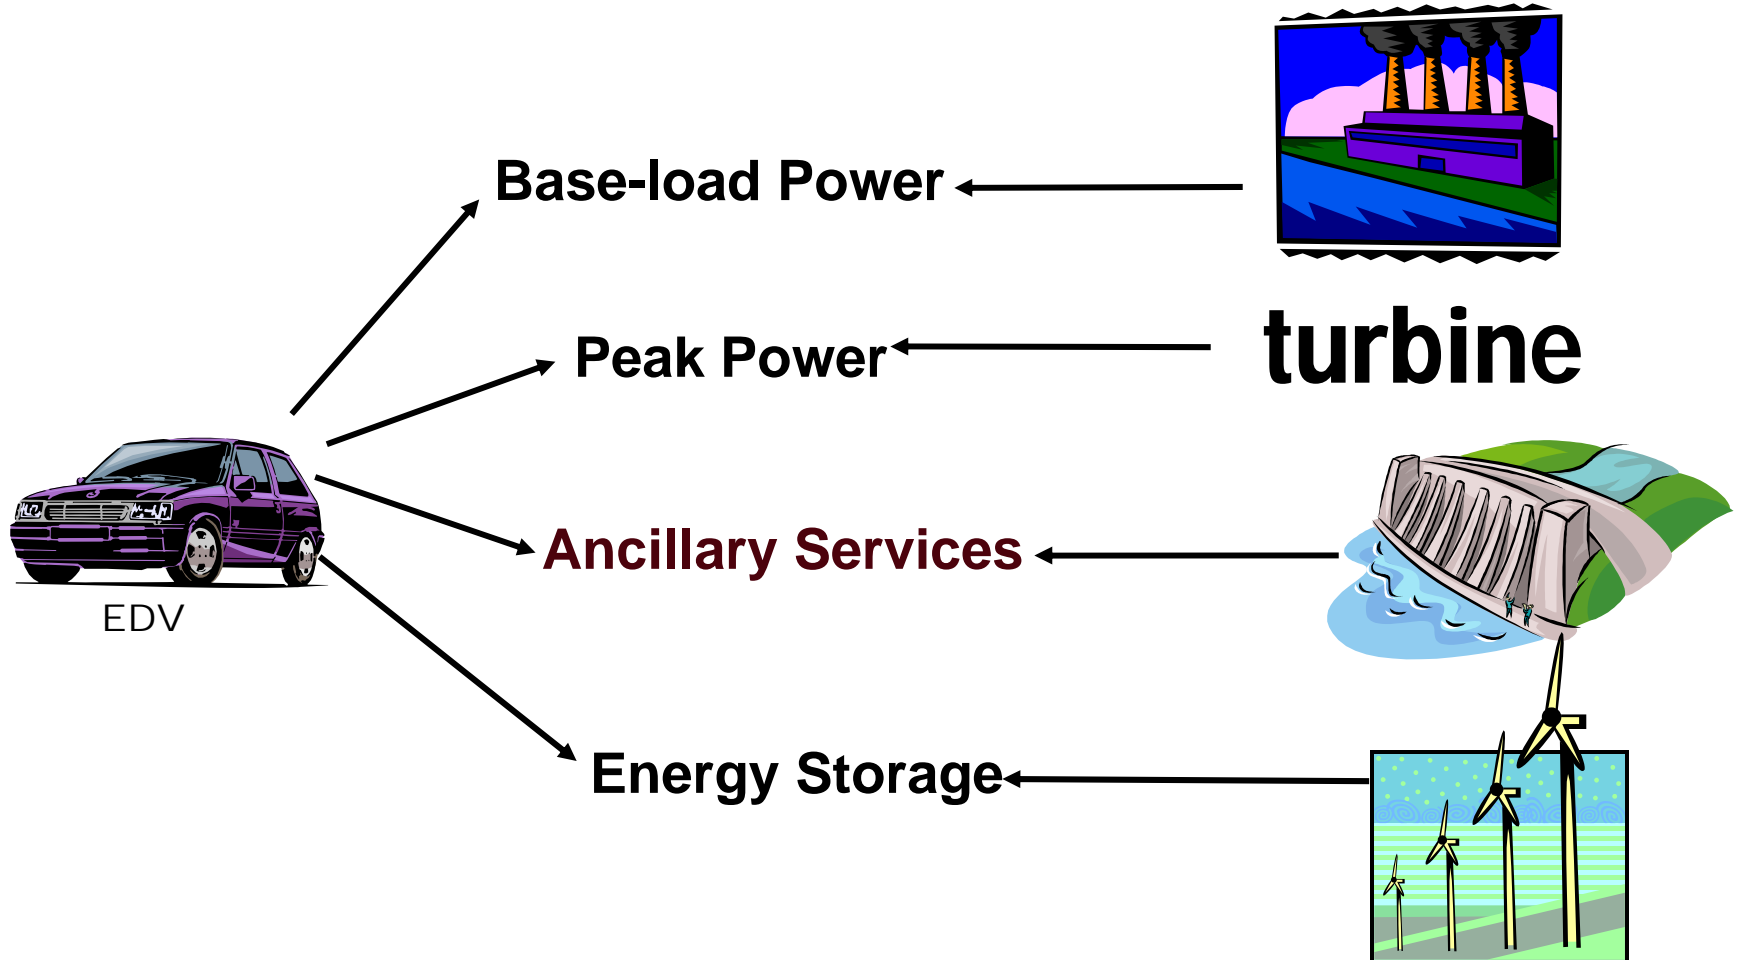 Base-load Power
turbine
Peak Power
Ancillary Services
EDV
Energy Storage